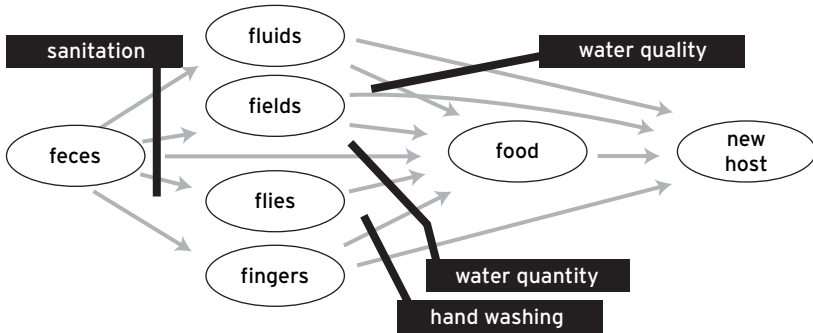 fluids
sanitation
water quality
fields
feces
food
new
host
flies
fingers
water quantity
hand washing